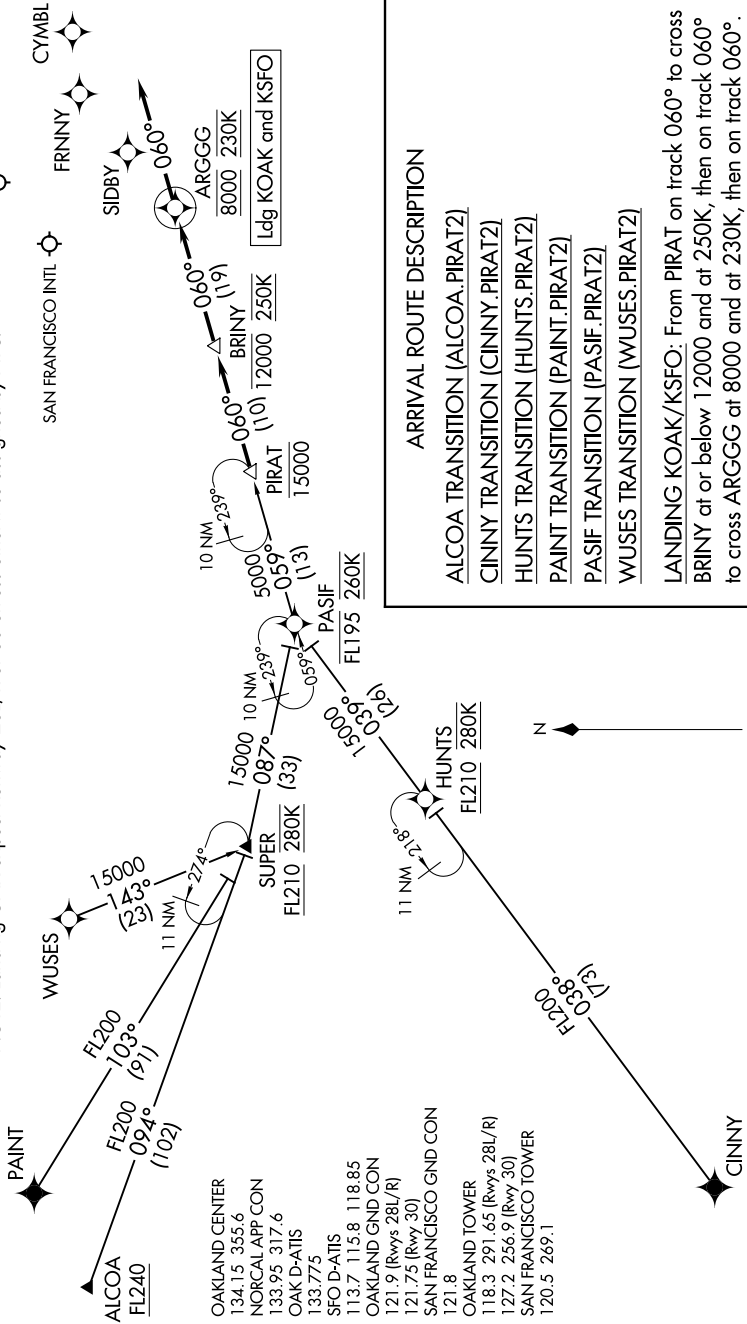 CYMBL
FRNNY
SIDBY
SAN FRANCISCO INTL
060°
ARGGG
8000 230K
Ldg KOAK and KSFO
060°
(19)
BRINY
12000 250K
060°
(10)
PIRAT
15000
10 NM
239°
5000
059°
(13)
PASIF
FL195 260K
10 NM
239°
059°
15000
087°
(33)
SUPER
FL210 280K
11 NM
274°
WUSES
15000
143°
(23)
PAINT
FL200
103°
(91)
ALCOA
FL240
FL200
094°
(102)
15000
039°
(26)
HUNTS
FL210 280K
11 NM
218°
FL200
038°
(73)
CINNY
N
OAKLAND CENTER
134.15 355.6
NORCAL APP CON
133.95 317.6
OAK D-ATIS
133.775
SFO D-ATIS
113.7 115.8 118.85
OAKLAND GND CON
121.9 (Rwys 28L/R)
121.75 (Rwy 30)
SAN FRANCISCO GND CON
121.8
OAKLAND TOWER
118.3 291.65 (Rwys 28L/R)
127.2 256.9 (Rwy 30)
SAN FRANCISCO TOWER
120.5 269.1
ARRIVAL ROUTE DESCRIPTION
ALCOA TRANSITION (ALCOA.PIRAT2)
CINNY TRANSITION (CINNY.PIRAT2)
HUNTS TRANSITION (HUNTS.PIRAT2)
PAINT TRANSITION (PAINT.PIRAT2)
PASIF TRANSITION (PASIF.PIRAT2)
WUSES TRANSITION (WUSES.PIRAT2)
LANDING KOAK/KSFO: From PIRAT on track 060° to cross
BRINY at or below 12000 and at 250K, then on track 060°
to cross ARGGG at 8000 and at 230K, then on track 060°.